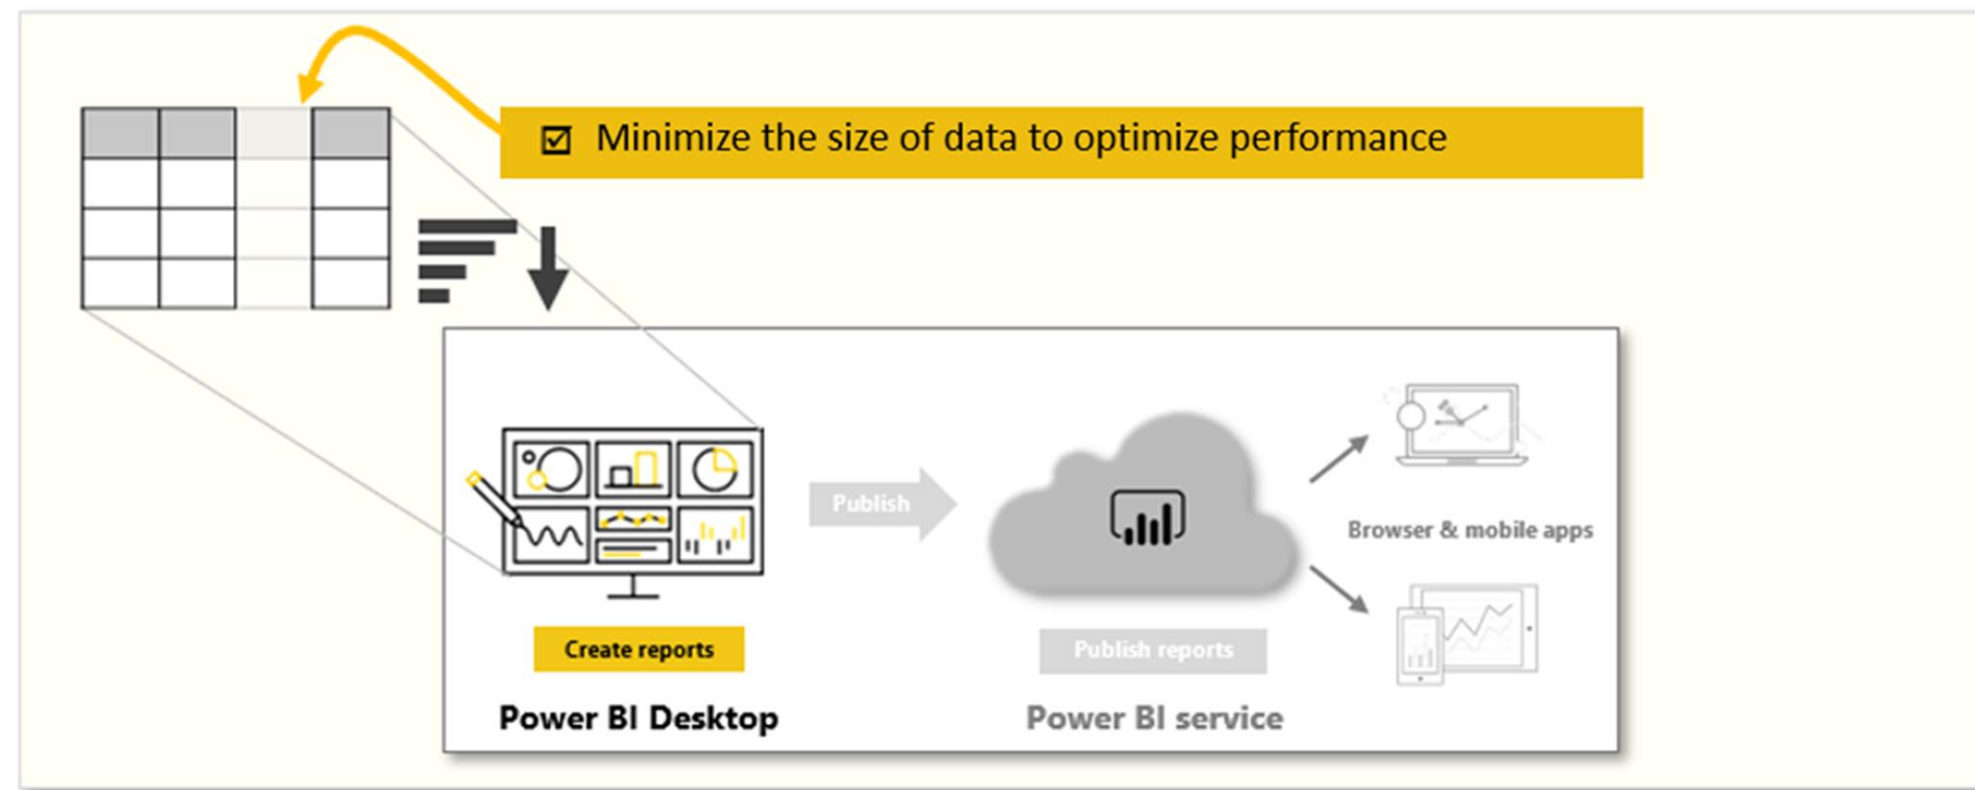 Minimize the size of data to optimize performance
Publish
Browser & mobile apps
Create reports
Publish reports
Power BI Desktop
Power BI service